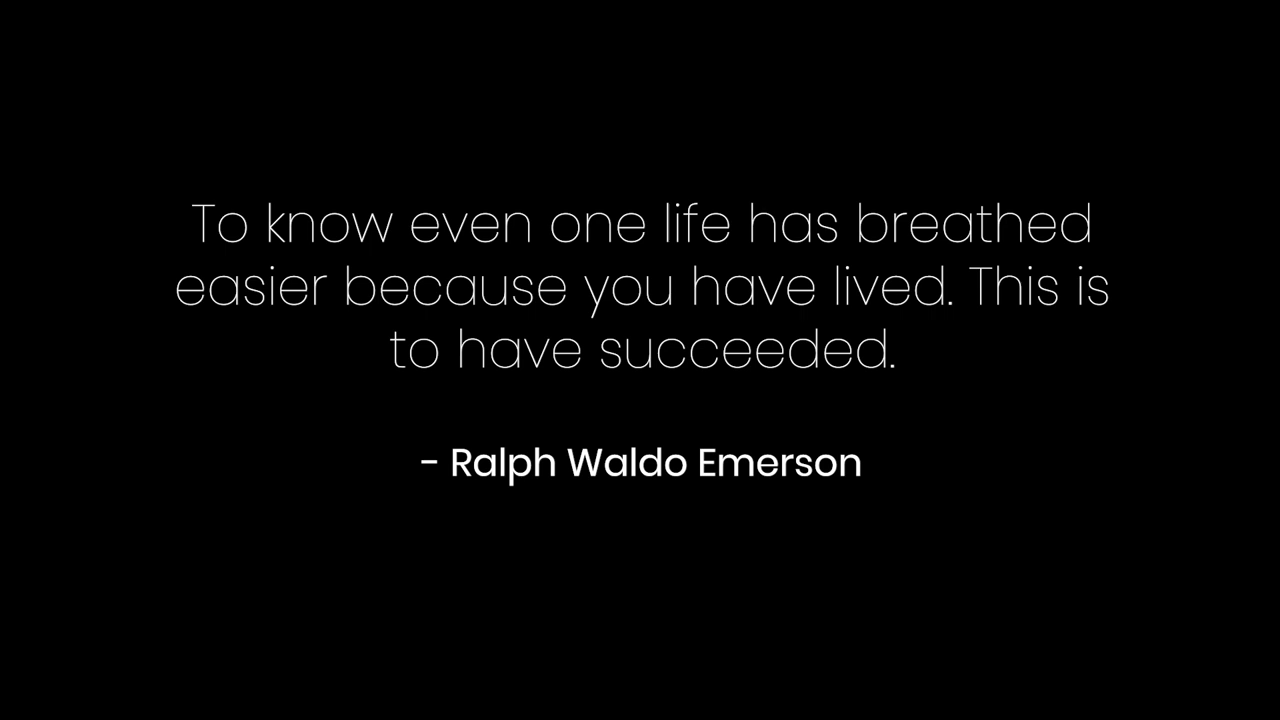 To know even one life has breathed
easier because you have lived. This is
to have succeeded.
- Ralph Waldo Emerson